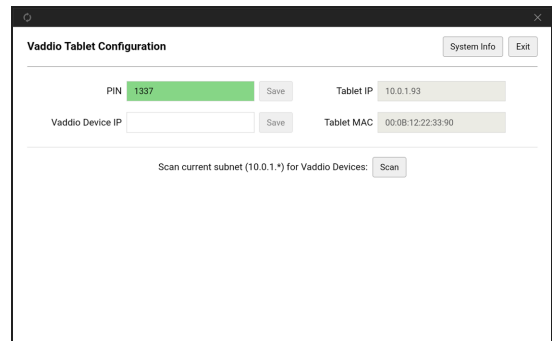 Vaddio Tablet Configuration System Info Exit
PIN 1337 Save Tablet IP 10.0.1.93
Vaddio Device IP Save Tablet MAC 00:0B:12:22:33:90
Scan current subnet (10.0.1.*) for Vaddio Devices: Scan